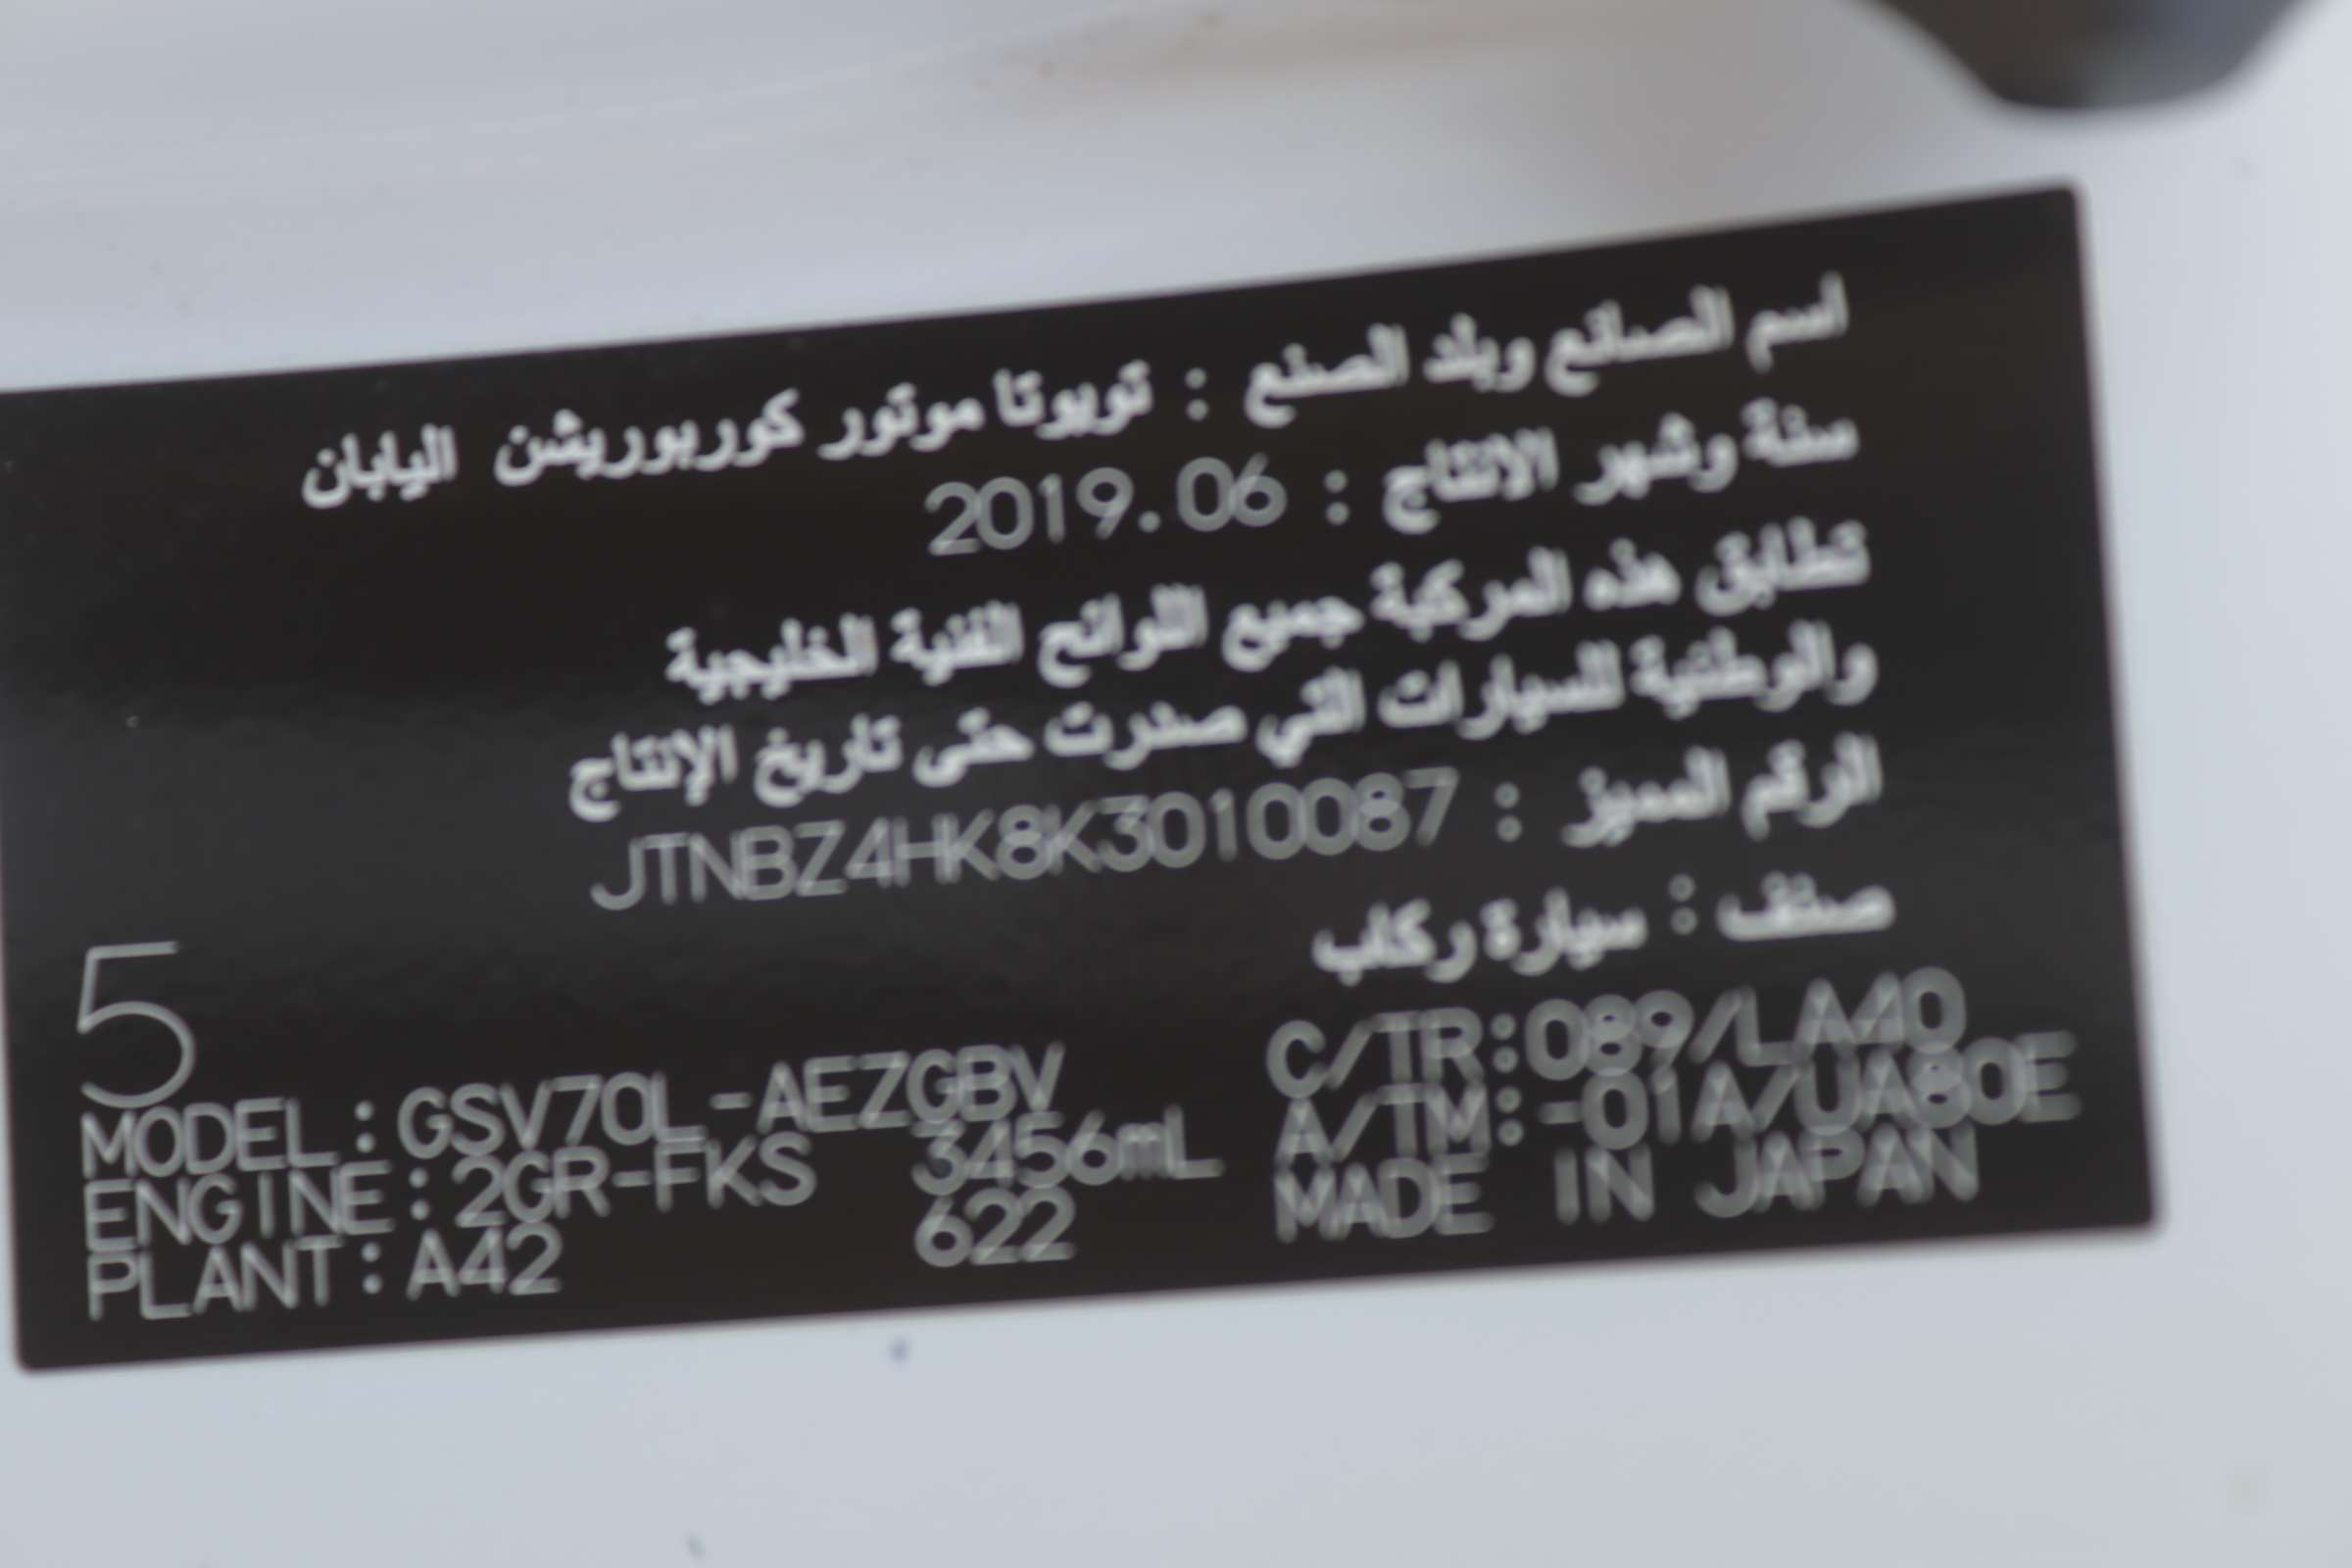 اسم الصانع وبلد الصنع : تويوتا موتور كوربوريشن اليابان
سنة وشهر الانتاج : 2019.06
تطابق هذه المركبة جميع اللوائح الفنية الخليجية
والوطنية للسيارات التي صدرت حتى تاريخ الإنتاج
الرقم المميز : JTNBZ4HK8K3010087
صنف : سيارة ركاب
5
C/TR:089/LA40
MODEL:GSV70L-AEZGBV
A/TM:-01A/UA80E
ENGINE:2GR-FKS 3456mL
MADE IN JAPAN
PLANT:A42 622